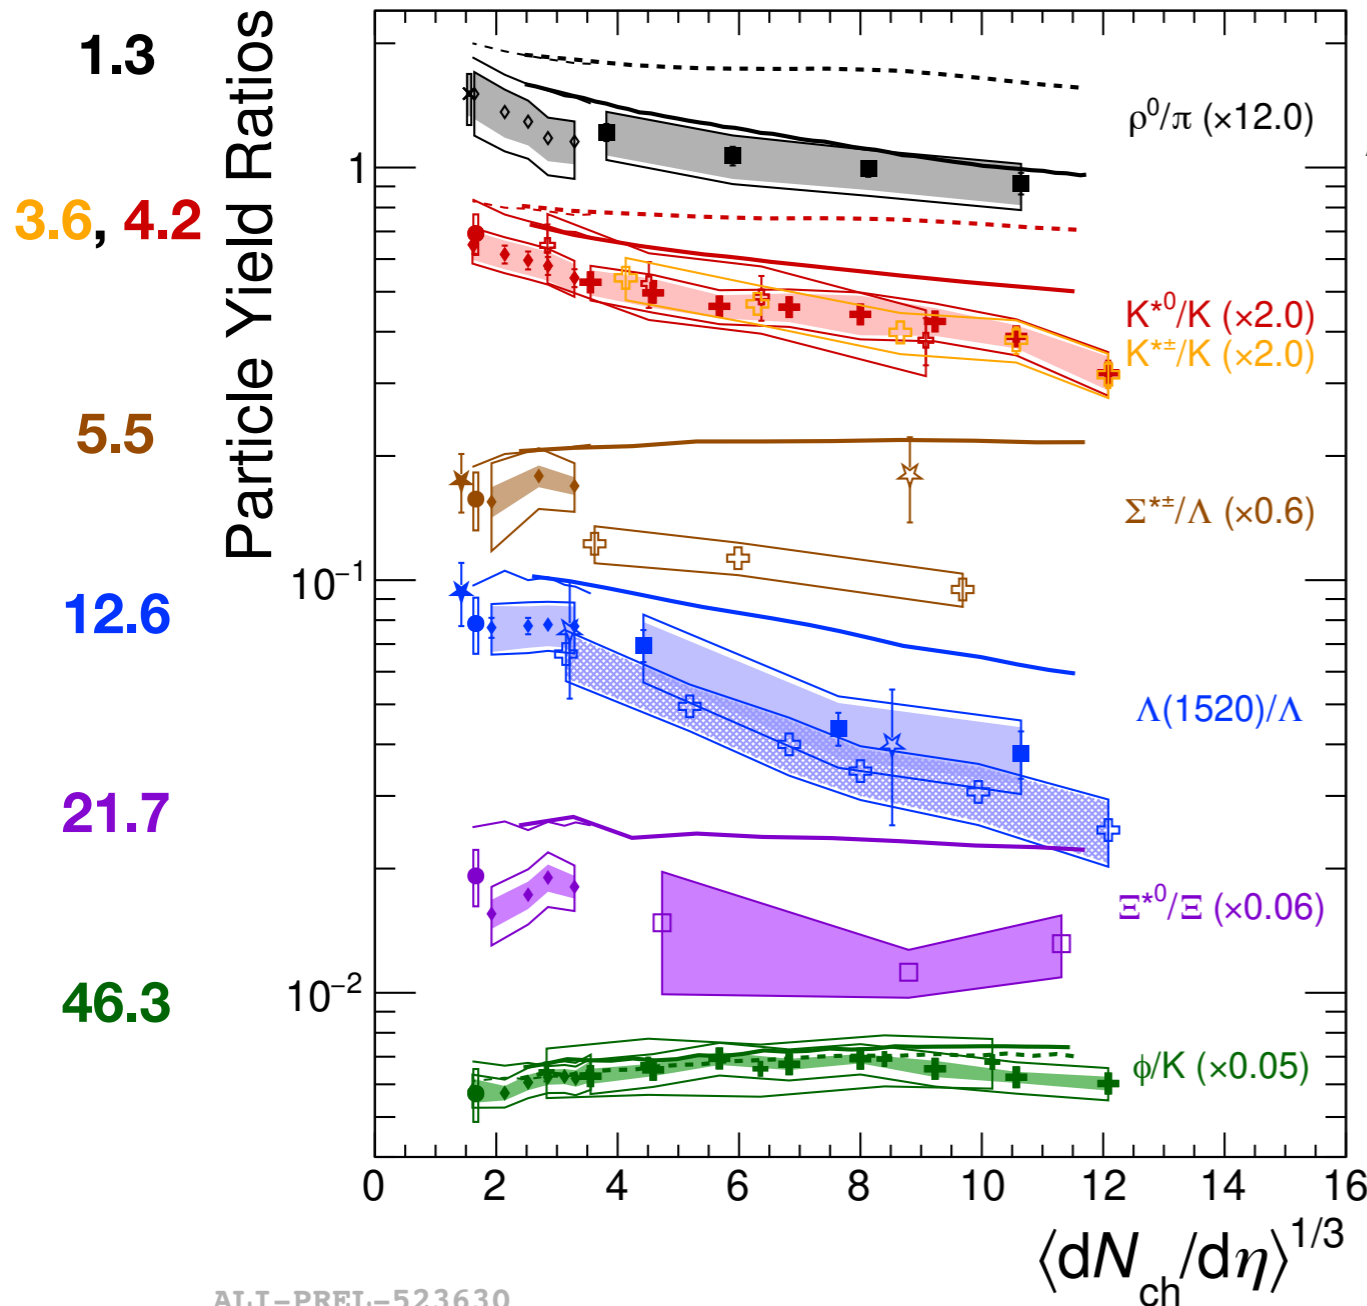 Particle Yield Ratios
1.3
3.6, 4.2
5.5
12.6
21.7
46.3
1
10⁻¹
10⁻²
ρ⁰/π (×12.0)
K*⁰/K (×2.0)
K*±/K (×2.0)
Σ*±/Λ (×0.6)
Λ(1520)/Λ
Ξ*⁰/Ξ (×0.06)
ϕ/K (×0.05)
0 2 4 6 8 10 12 14 16
⟨dN_ch/dη⟩^1/3
ALI-PREL-523630